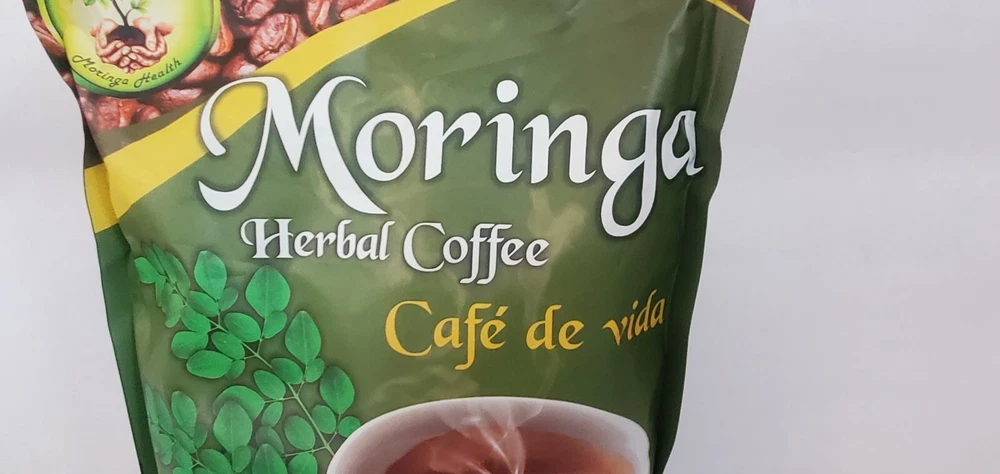 Moringa Health
Moringa
Herbal Coffee
Café de vida